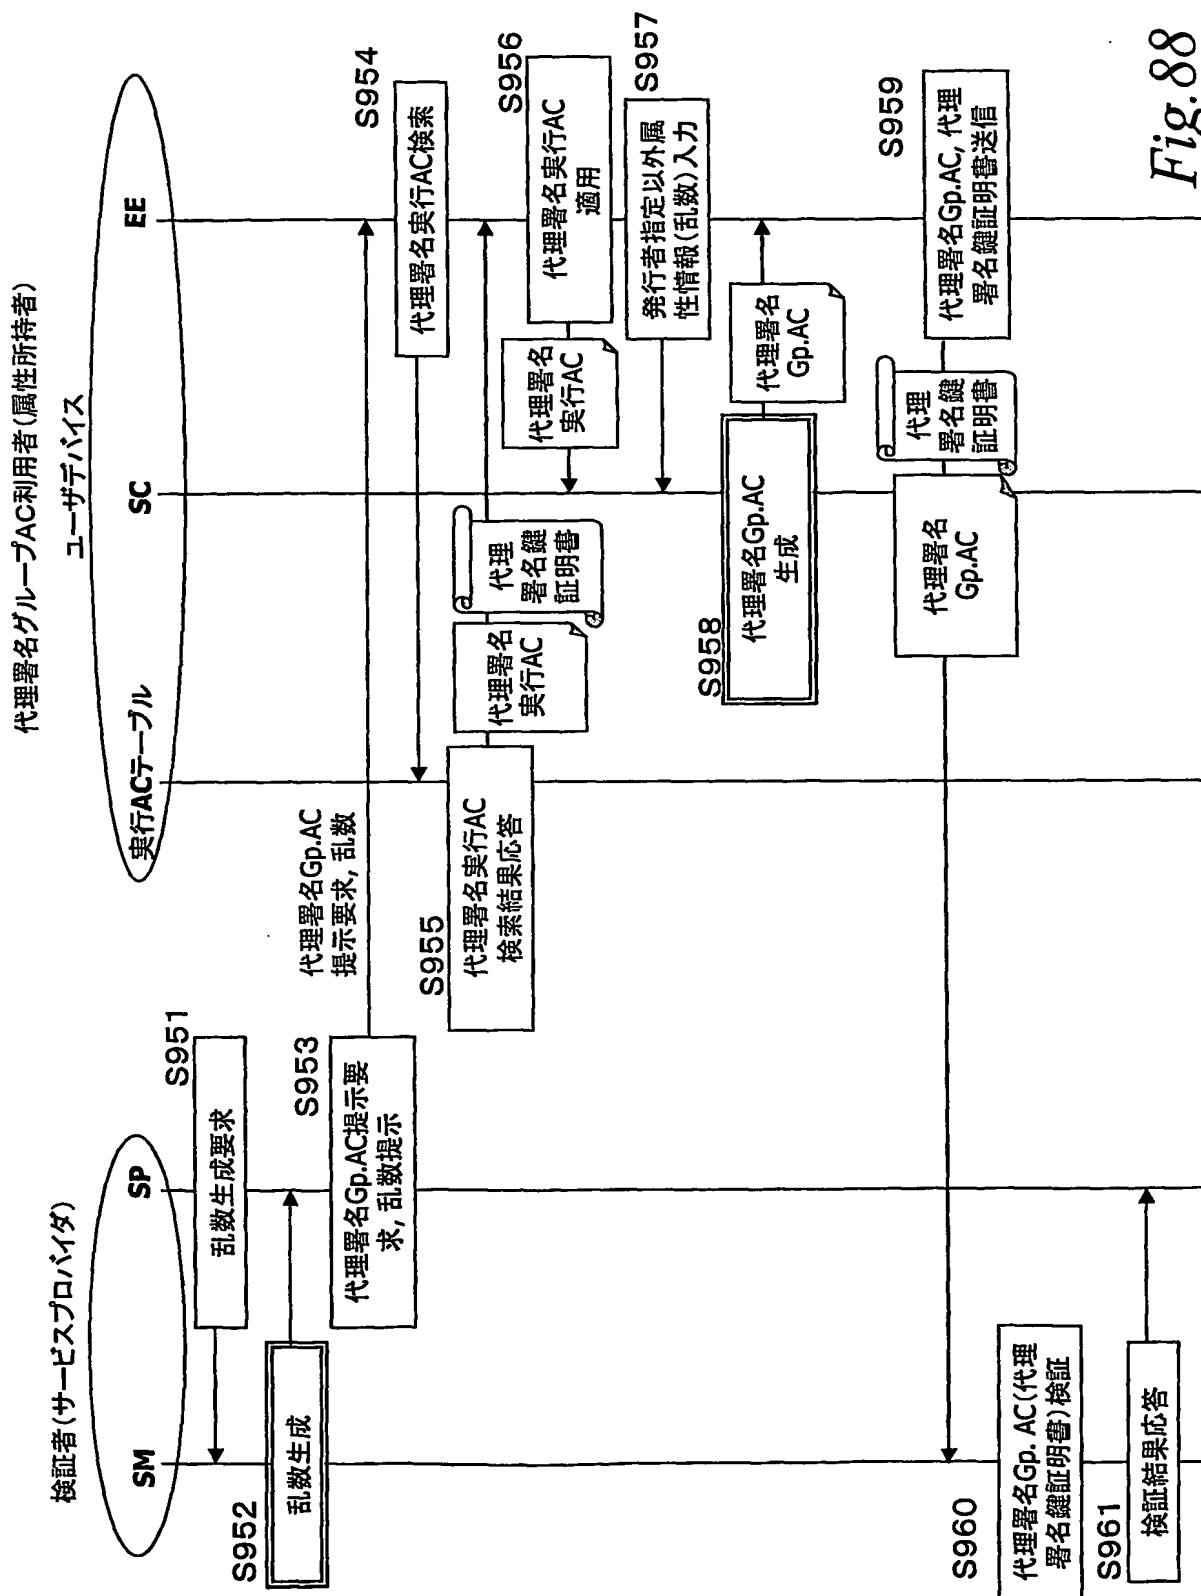 代理署名グループAC利用者(属性所持者)
ユーザデバイス
検証者(サービスプロバイダ)
SM
SP
実行ACテーブル
SC
EE
S951
乱数生成要求
S952
乱数生成
S953
代理署名Gp.AC提示要
求, 乱数提示
代理署名Gp.AC
提示要求, 乱数
S954
代理署名実行AC検索
S955
代理署名実行AC
検索結果応答
代理署名
実行AC
代理
署名鍵
証明書
S956
代理署名実行AC
適用
代理署名
実行AC
S957
発行者指定以外属
性情報(乱数)入力
S958
代理署名Gp.AC
生成
代理署名
Gp.AC
S959
代理署名Gp.AC, 代理
署名鍵証明書送信
代理
署名鍵
証明書
代理署名
Gp.AC
S960
代理署名Gp. AC(代理
署名鍵証明書)検証
S961
検証結果応答
Fig.88